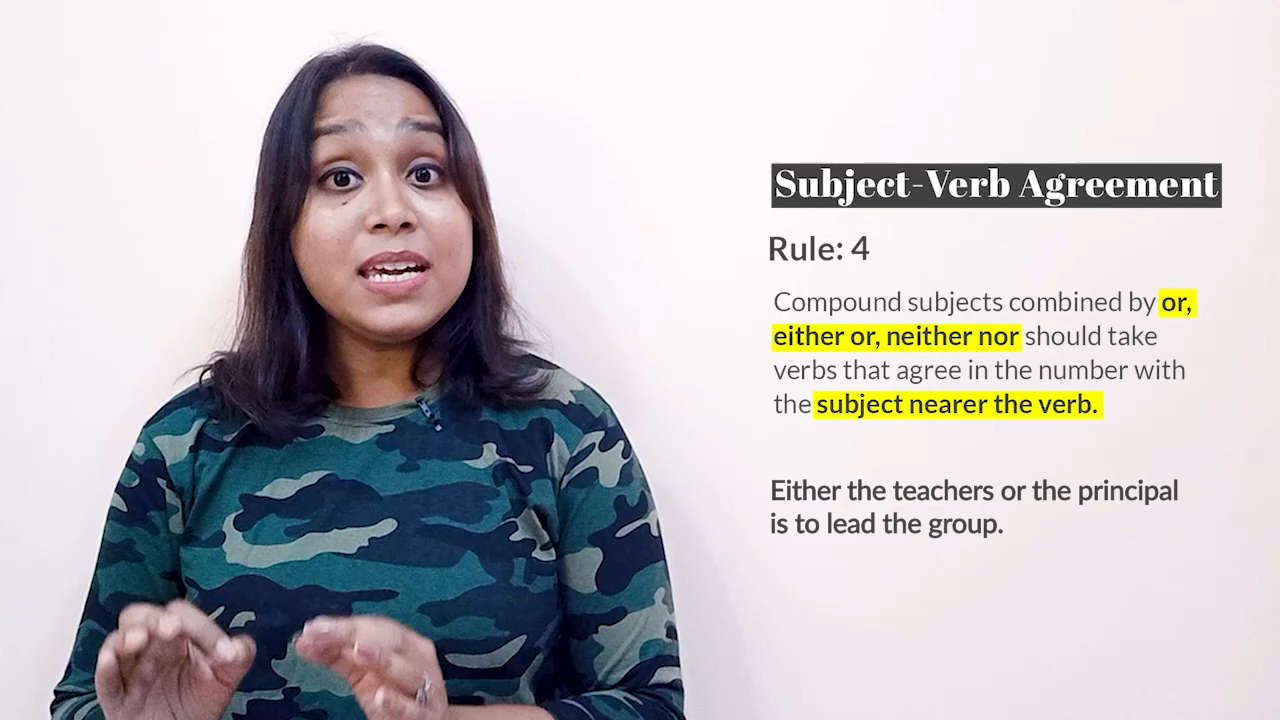 Subject-Verb Agreement
Rule: 4
Compound subjects combined by or,
either or, neither nor should take
verbs that agree in the number with
the subject nearer the verb.
Either the teachers or the principal
is to lead the group.